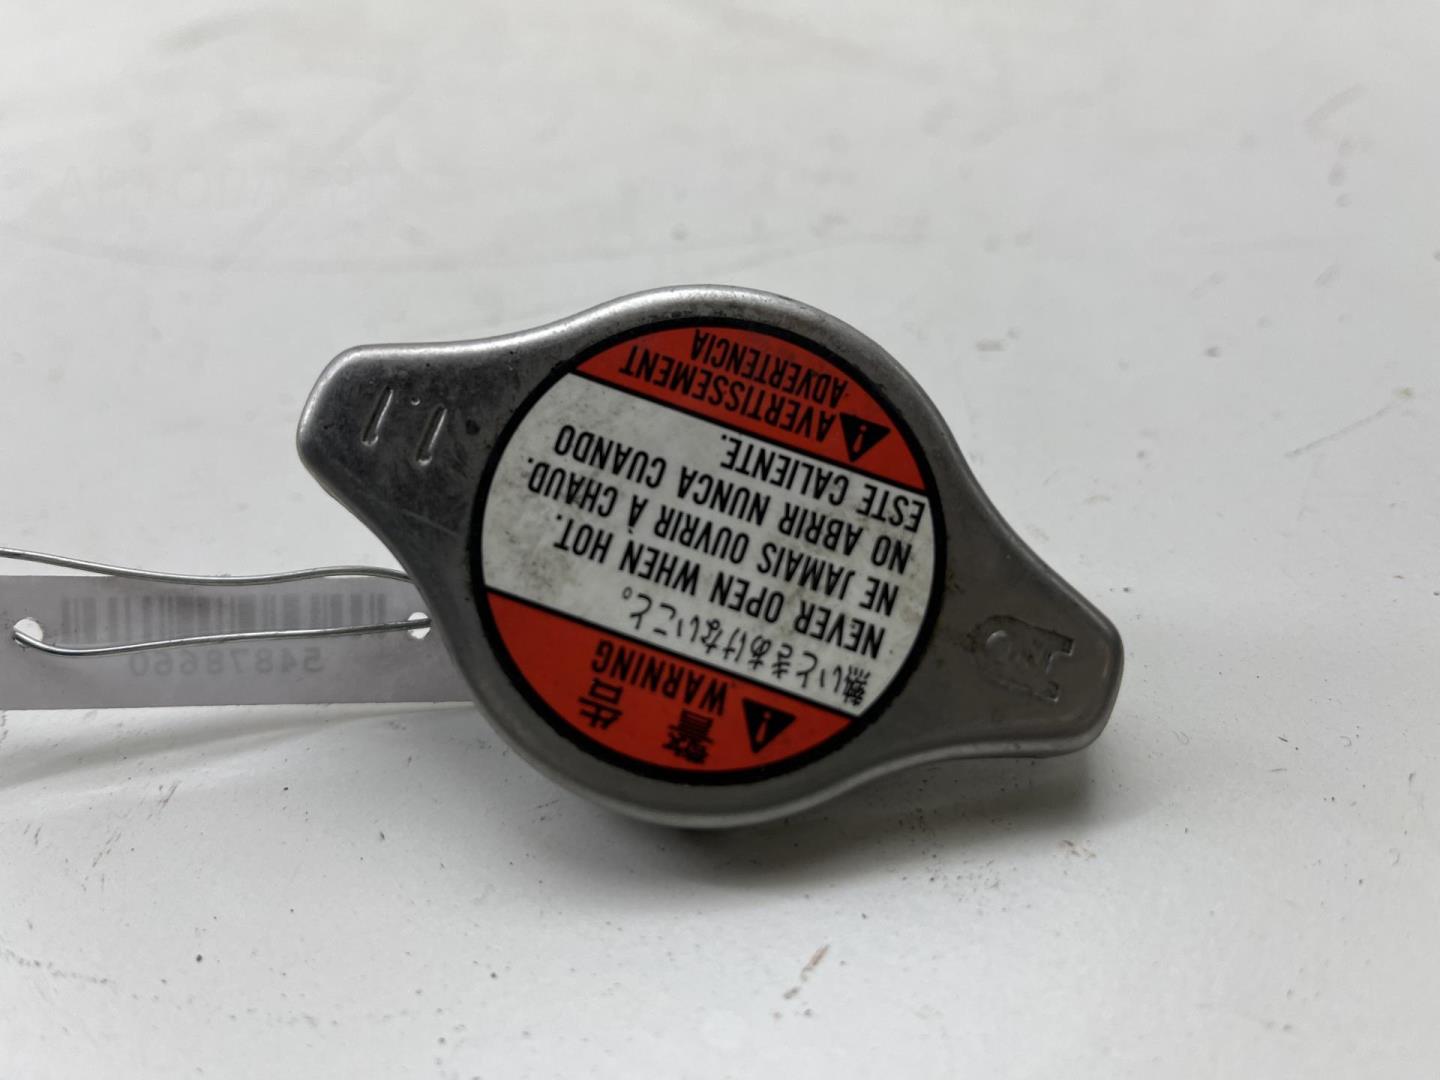 警告
WARNING
熱いときあけないこと。
NEVER OPEN WHEN HOT.
NE JAMAIS OUVRIR À CHAUD.
NO ABRIR NUNCA CUANDO
ESTE CALIENTE.
AVERTISSEMENT
ADVERTENCIA
1.1
54878660